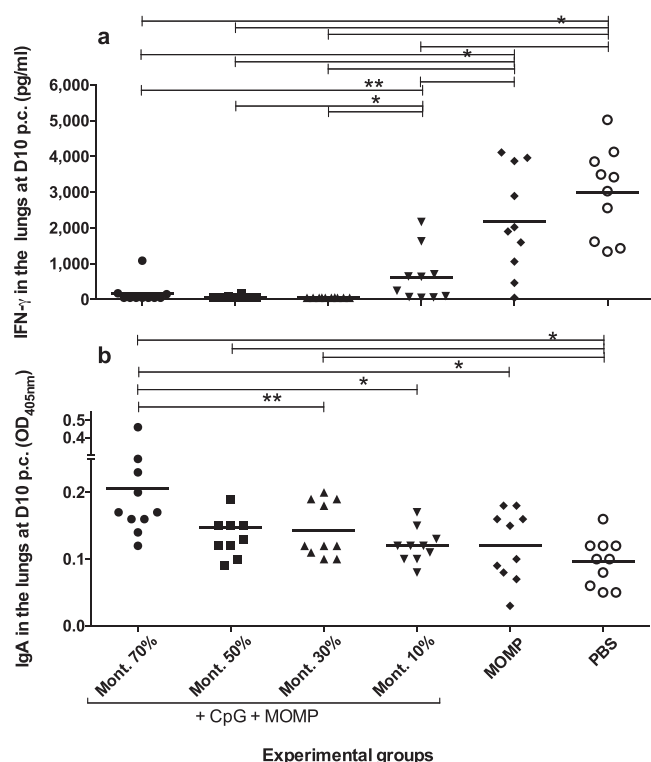 *
a
*
**
*
IFN-γ in the lungs at D10 p.c. (pg/ml)
6,000
5,000
4,000
3,000
2,000
1,000
0
b
*
*
*
**
IgA in the lungs at D10 p.c. (OD405nm)
0.5
0.4
0.2
0.1
0.0
Mont. 70%
Mont. 50%
Mont. 30%
Mont. 10%
MOMP
PBS
+ CpG + MOMP
Experimental groups